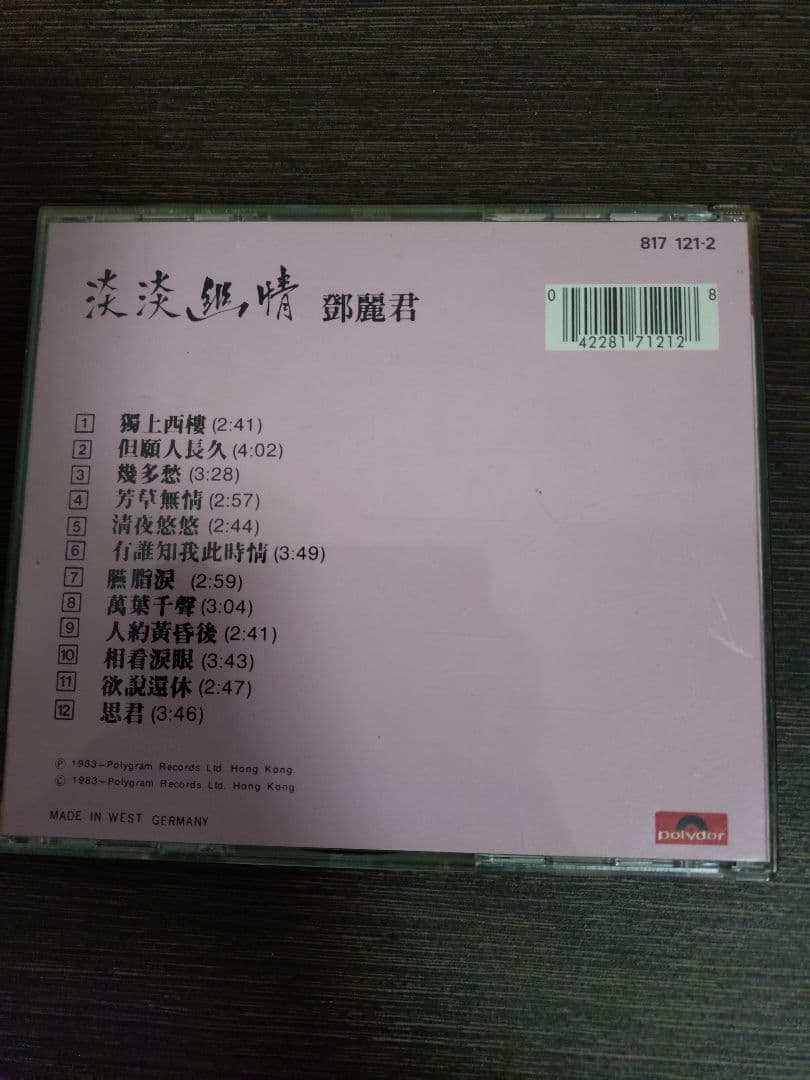 817 121-2
淡淡幽情 鄧麗君
0 42281 71212 8
1 獨上西樓 (2:41)
2 但願人長久 (4:02)
3 幾多愁 (3:28)
4 芳草無情 (2:57)
5 清夜悠悠 (2:44)
6 有誰知我此時情 (3:49)
7 臙脂淚 (2:59)
8 萬葉千聲 (3:04)
9 人約黃昏後 (2:41)
10 相看淚眼 (3:43)
11 欲說還休 (2:47)
12 思君 (3:46)
Ⓟ 1983—Polygram Records Ltd. Hong Kong
© 1983—Polygram Records Ltd. Hong Kong
MADE IN WEST GERMANY
polydor